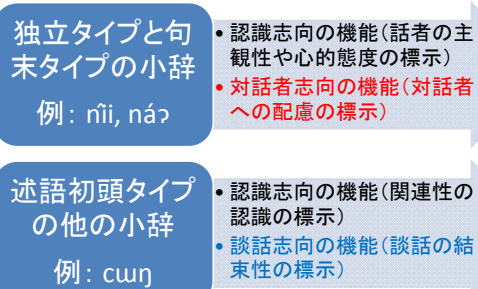 独立タイプと句
末タイプの小辞
例: nîi, náɂ
• 認識志向の機能(話者の主
観性や心的態度の標示)
• 対話者志向の機能(対話者
への配慮の標示)
述語初頭タイプ
の他の小辞
例: cɯŋ
• 認識志向の機能(関連性の
認識の標示)
• 談話志向の機能(談話の結
束性の標示)